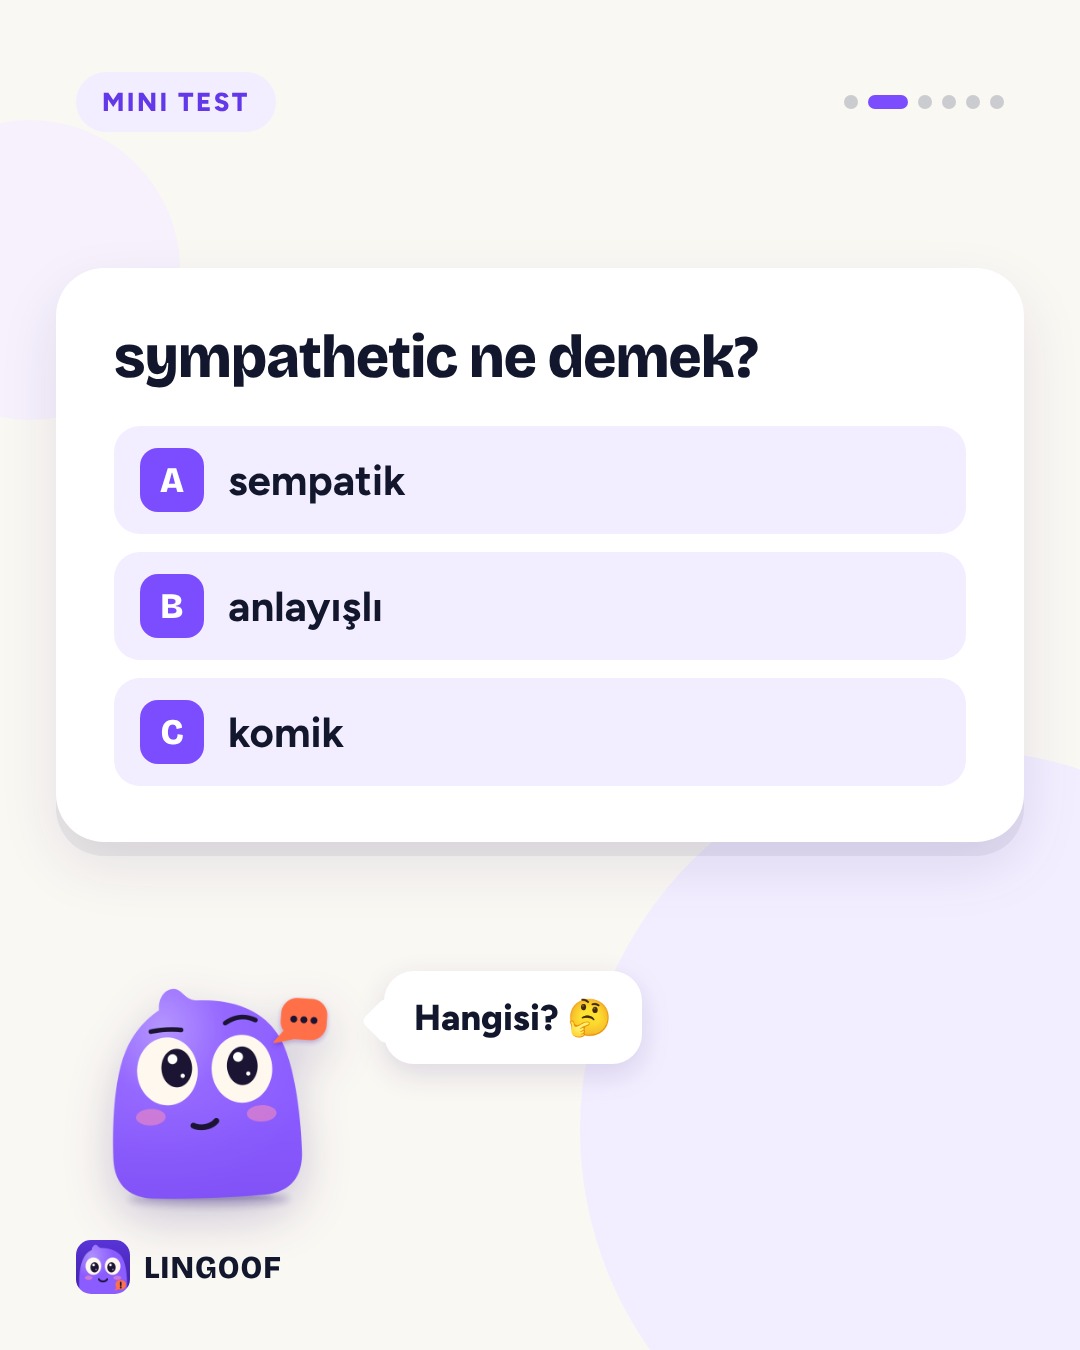 MINI TEST
sympathetic ne demek?
A sempatik
B anlayışlı
C komik
Hangisi? 🤔
LINGOOF